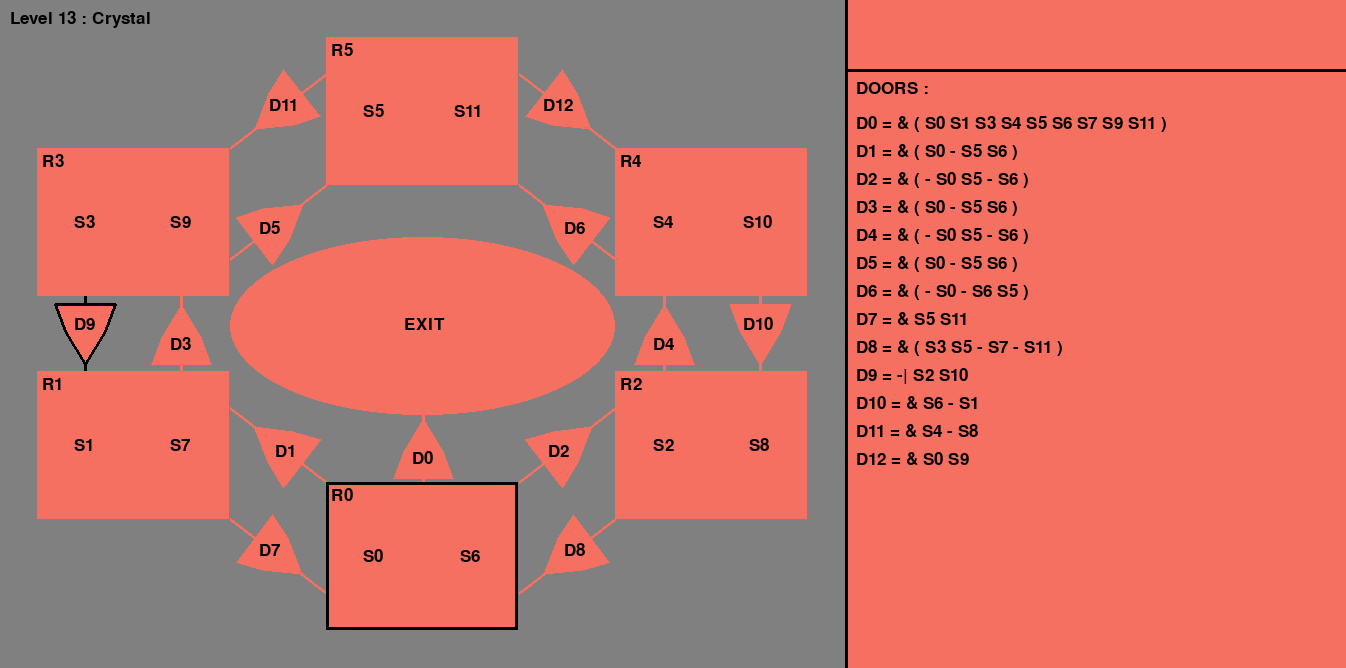 Level 13 : Crystal
R5
D11
S5 S11
D12
R3
S3 S9
D5
D6
R4
S4 S10
D9
D3
EXIT
D4
D10
R1
S1 S7
D1
D0
D2
R2
S2 S8
R0
S0 S6
D7
D8
DOORS :
D0 = & ( S0 S1 S3 S4 S5 S6 S7 S9 S11 )
D1 = & ( S0 - S5 S6 )
D2 = & ( - S0 S5 - S6 )
D3 = & ( S0 - S5 S6 )
D4 = & ( - S0 S5 - S6 )
D5 = & ( S0 - S5 S6 )
D6 = & ( - S0 - S6 S5 )
D7 = & S5 S11
D8 = & ( S3 S5 - S7 - S11 )
D9 = -| S2 S10
D10 = & S6 - S1
D11 = & S4 - S8
D12 = & S0 S9